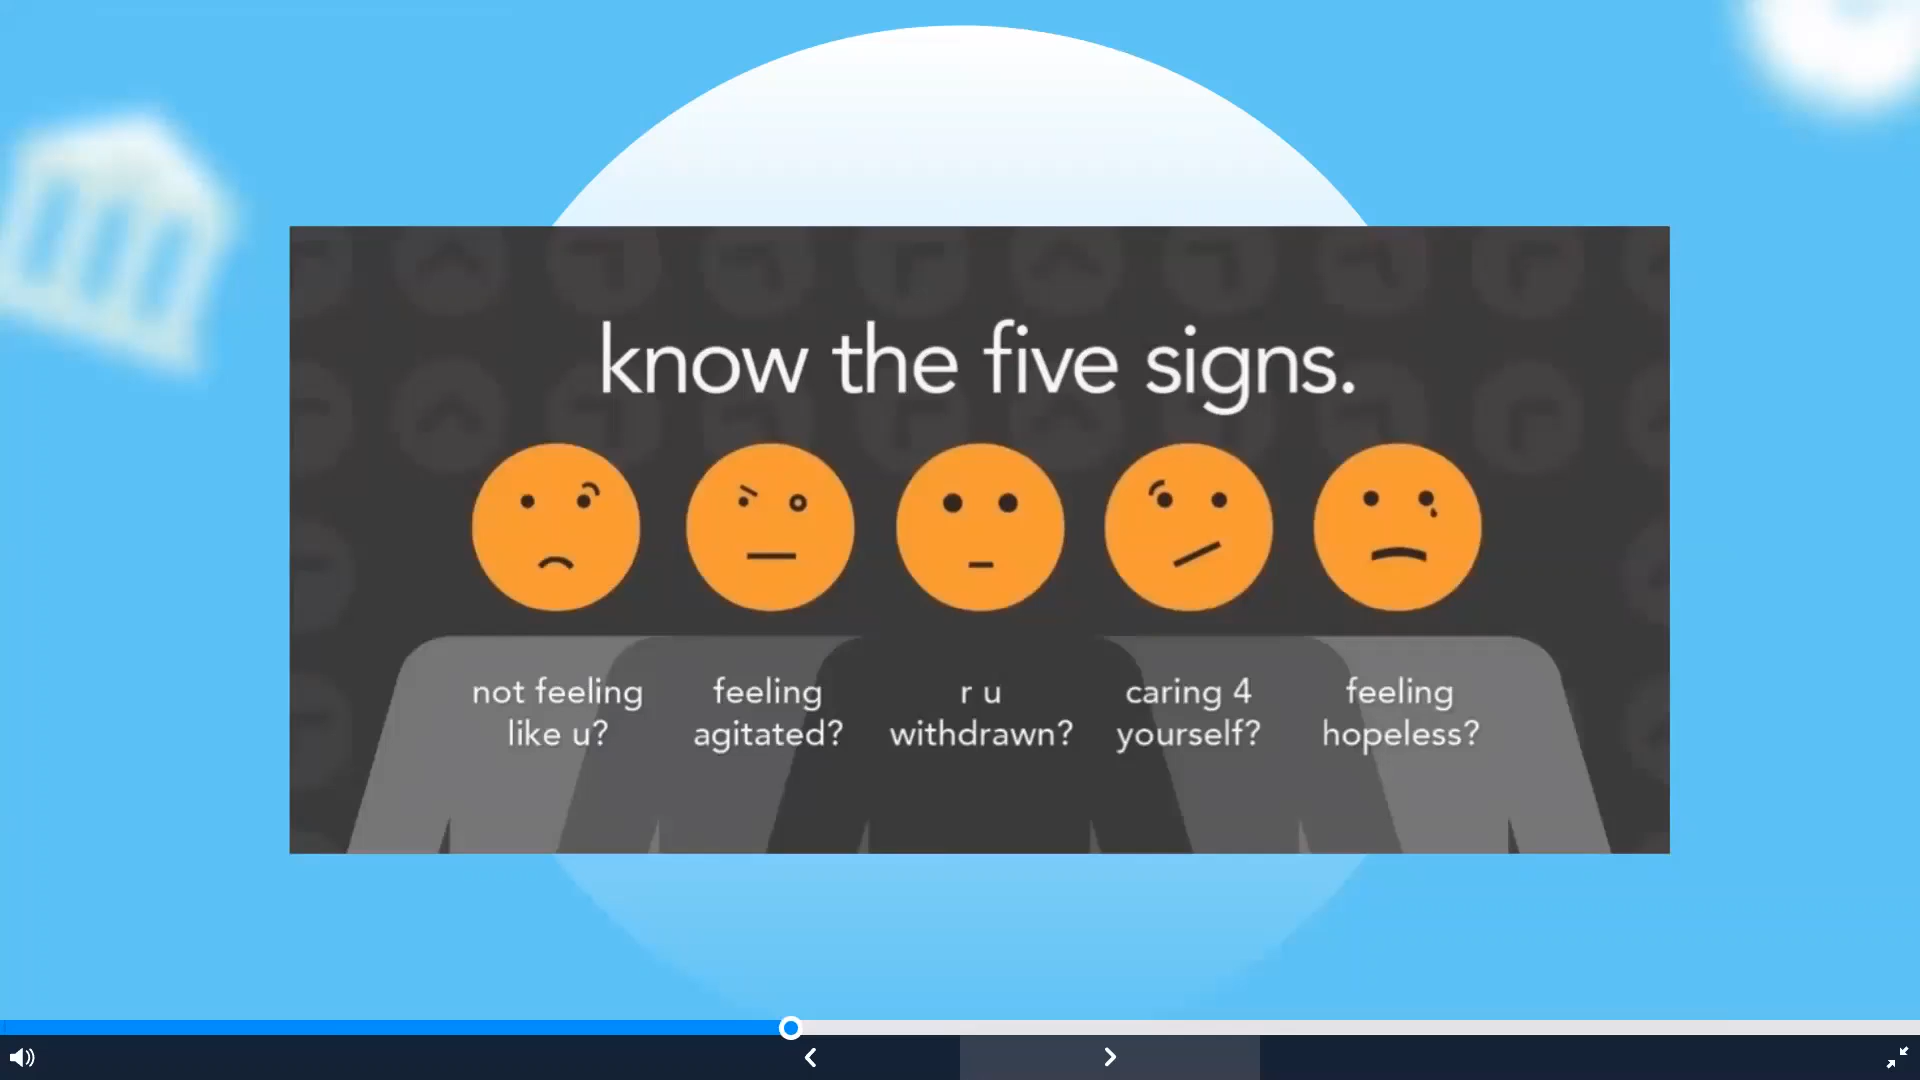 know the five signs.
not feeling
like u?
feeling
agitated?
r u
withdrawn?
caring 4
yourself?
feeling
hopeless?